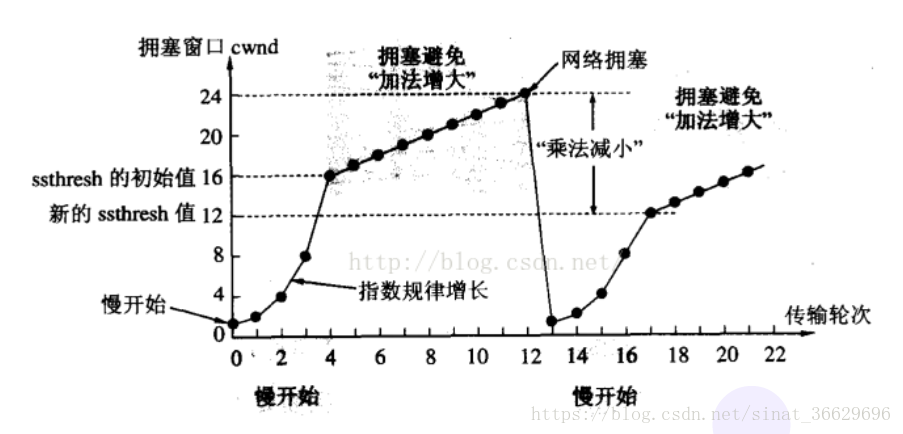 拥塞窗口 cwnd
拥塞避免
“加法增大”
网络拥塞
24
拥塞避免
“加法增大”
20
“乘法减小”
ssthresh 的初始值 16
新的 ssthresh 值 12
8
http://blog.csdn.net/
指数规律增长
4
慢开始
0
传输轮次
0 2 4 6 8 10 12 14 16 18 20 22
慢开始
慢开始
https://blog.csdn.net/sinat_36629696